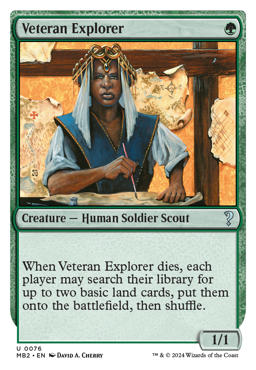 Veteran Explorer
Creature — Human Soldier Scout
When Veteran Explorer dies, each
player may search their library for
up to two basic land cards, put them
onto the battlefield, then shuffle.
1/1
U 0076
MB2 • EN DAVID A. CHERRY
™ & © 2024 Wizards of the Coast